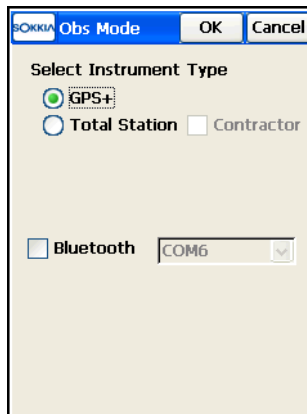 SOKKIA Obs Mode OK Cancel
Select Instrument Type
GPS+
Total Station Contractor
Bluetooth COM6